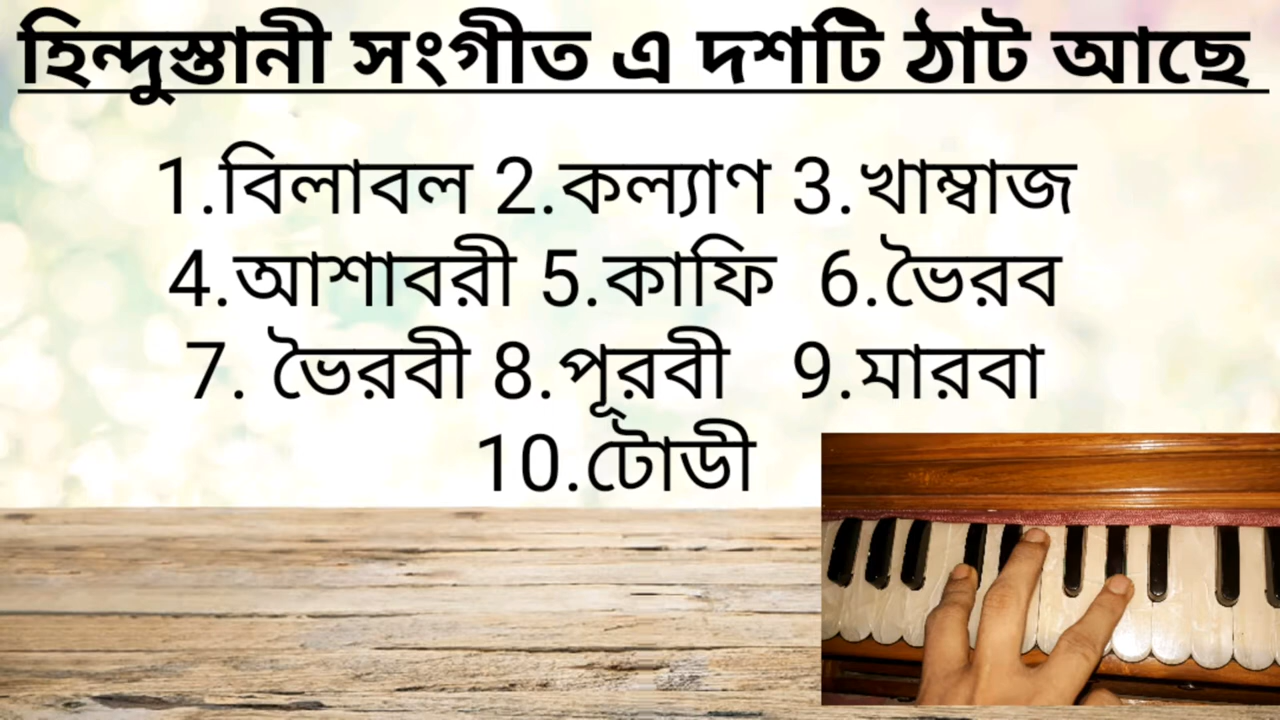 হিন্দুস্তানী সংগীত এ দশটি ঠাট আছে
1.বিলাবল 2.কল্যাণ 3.খাম্বাজ
4.আশাবরী 5.কাফি 6.ভৈরব
7. ভৈরবী 8.পূরবী 9.মারবা
10.টোডী